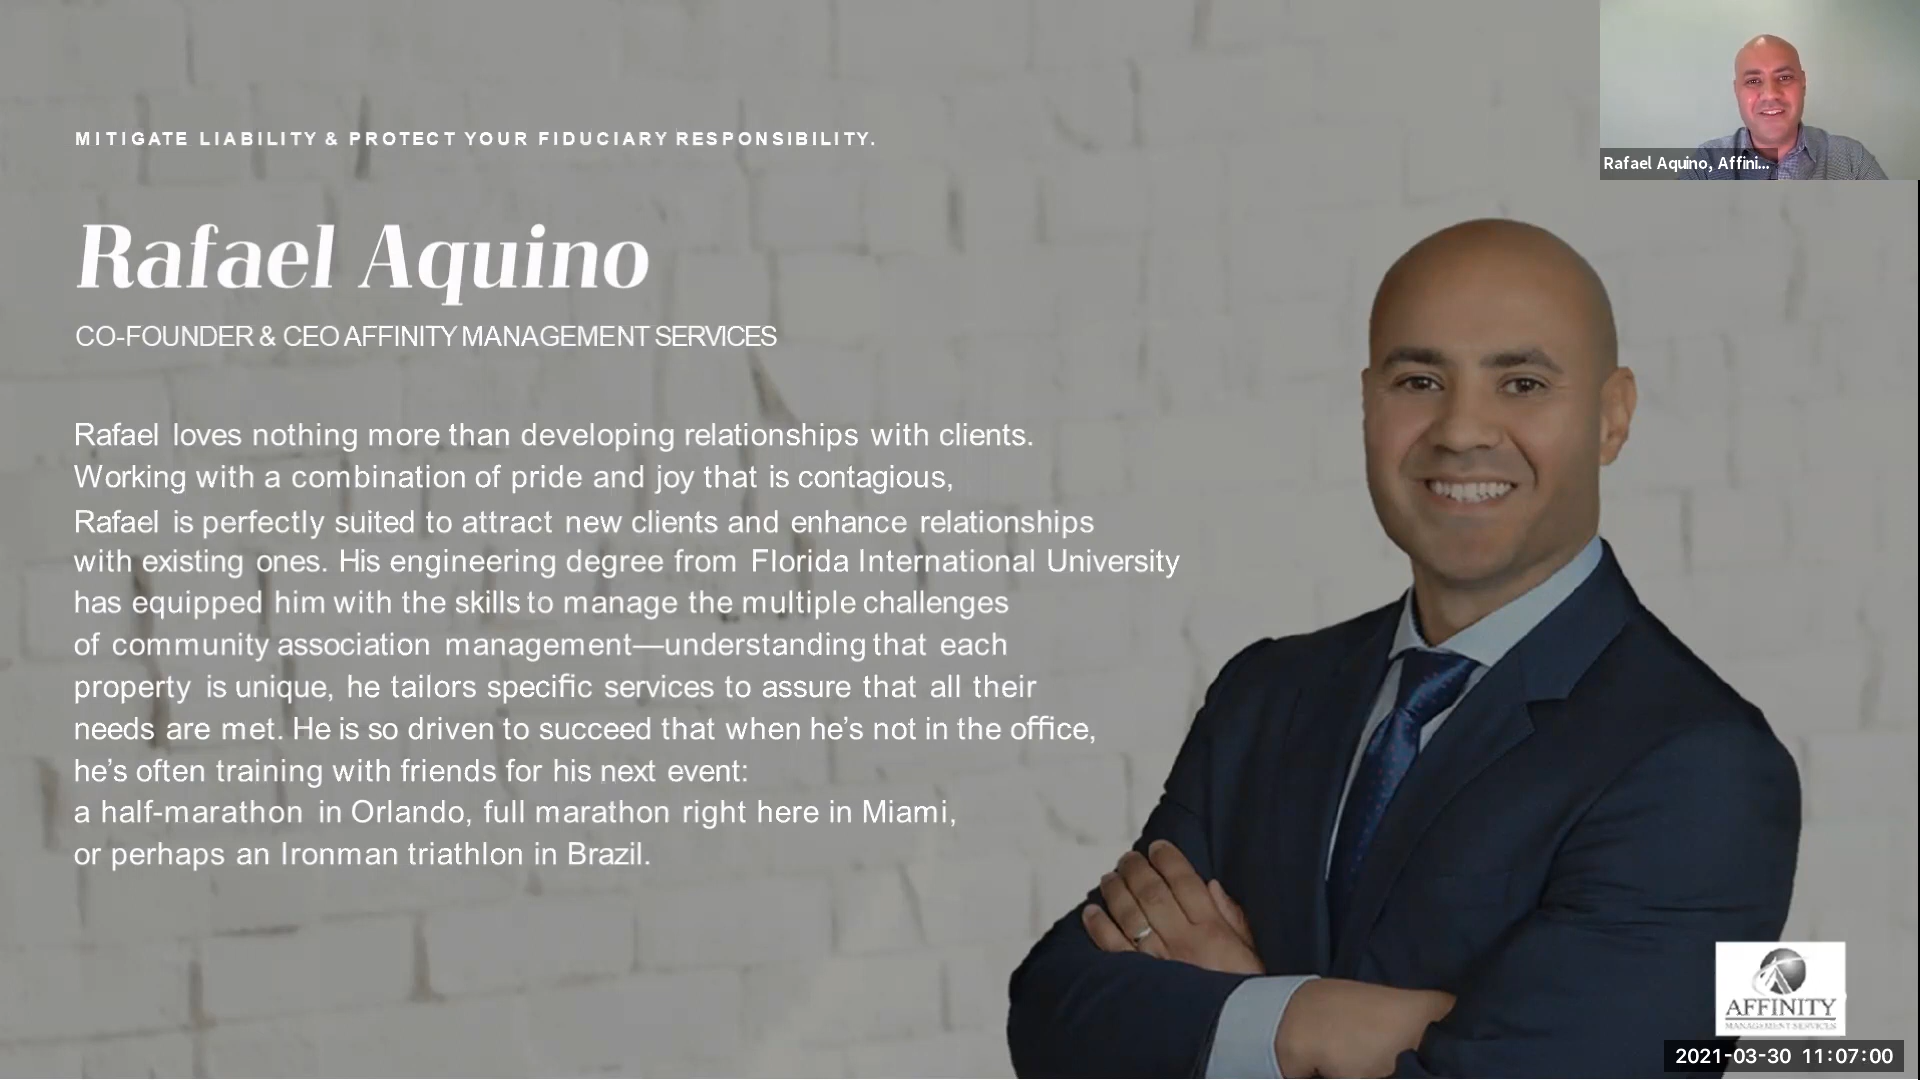 Rafael Aquino, Affini...
MITIGATE LIABILITY & PROTECT YOUR FIDUCIARY RESPONSIBILITY.
Rafael Aquino
CO-FOUNDER & CEO AFFINITY MANAGEMENT SERVICES
Rafael loves nothing more than developing relationships with clients.
Working with a combination of pride and joy that is contagious,
Rafael is perfectly suited to attract new clients and enhance relationships
with existing ones. His engineering degree from Florida International University
has equipped him with the skills to manage the multiple challenges
of community association management—understanding that each
property is unique, he tailors specific services to assure that all their
needs are met. He is so driven to succeed that when he’s not in the office,
he’s often training with friends for his next event:
a half-marathon in Orlando, full marathon right here in Miami,
or perhaps an Ironman triathlon in Brazil.
AFFINITY
MANAGEMENT SERVICES
2021-03-30 11:07:00